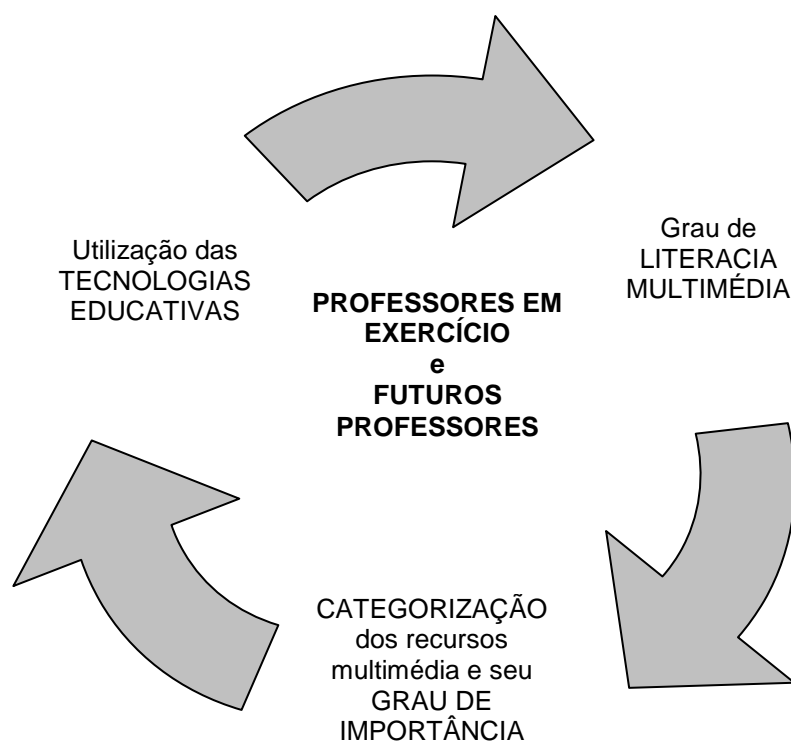 Utilização das
TECNOLOGIAS
EDUCATIVAS
Grau de
LITERACIA
MULTIMÉDIA
PROFESSORES EM
EXERCÍCIO
e
FUTUROS
PROFESSORES
CATEGORIZAÇÃO
dos recursos
multimédia e seu
GRAU DE
IMPORTÂNCIA